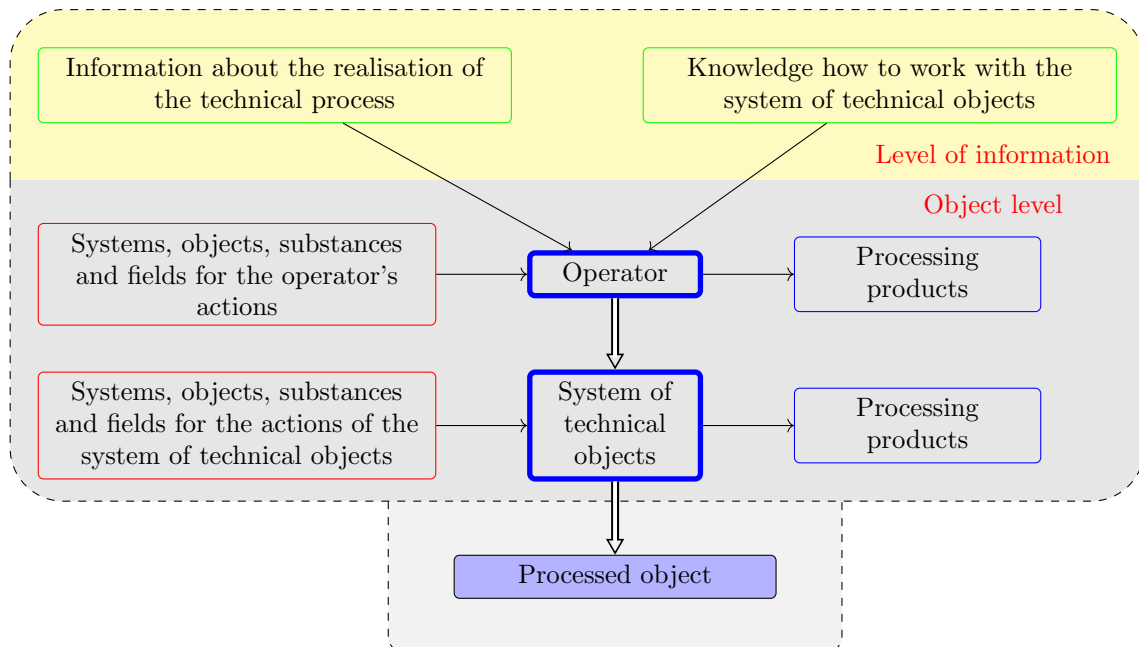 Information about the realisation of
the technical process
Knowledge how to work with the
system of technical objects
Level of information
Object level
Systems, objects, substances
and fields for the operator's
actions
Operator
Processing
products
Systems, objects, substances
and fields for the actions of the
system of technical objects
System of
technical
objects
Processing
products
Processed object